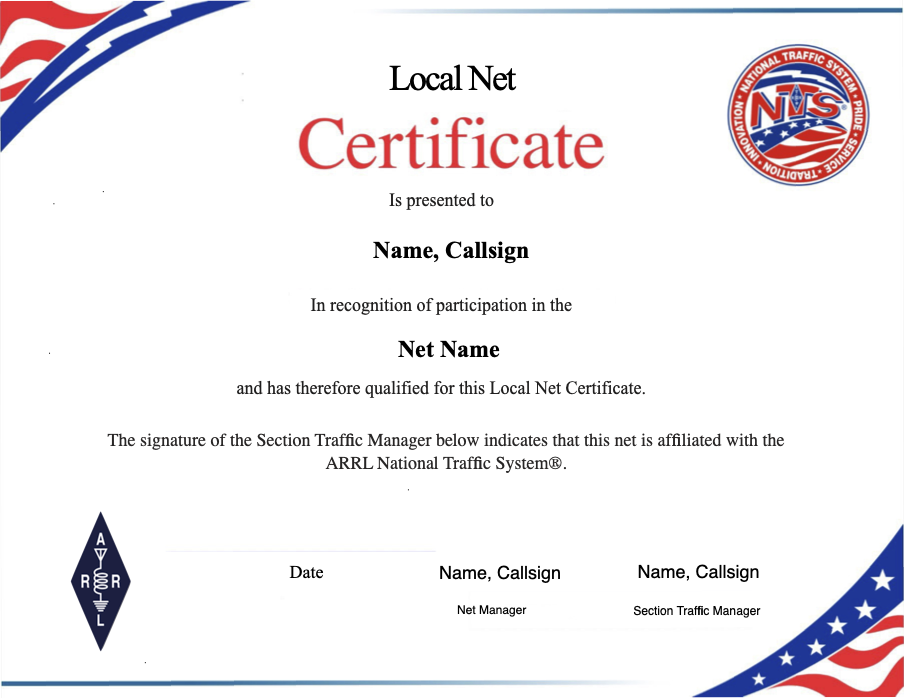 Local Net
Certificate
NATIONAL TRAFFIC SYSTEM • PRIDE • SERVICE • TRADITION • INNOVATION •
NTS
®
Is presented to
Name, Callsign
In recognition of participation in the
Net Name
and has therefore qualified for this Local Net Certificate.
The signature of the Section Traffic Manager below indicates that this net is affiliated with the
ARRL National Traffic System®.
A
R R
L
Date
Name, Callsign
Name, Callsign
Net Manager
Section Traffic Manager